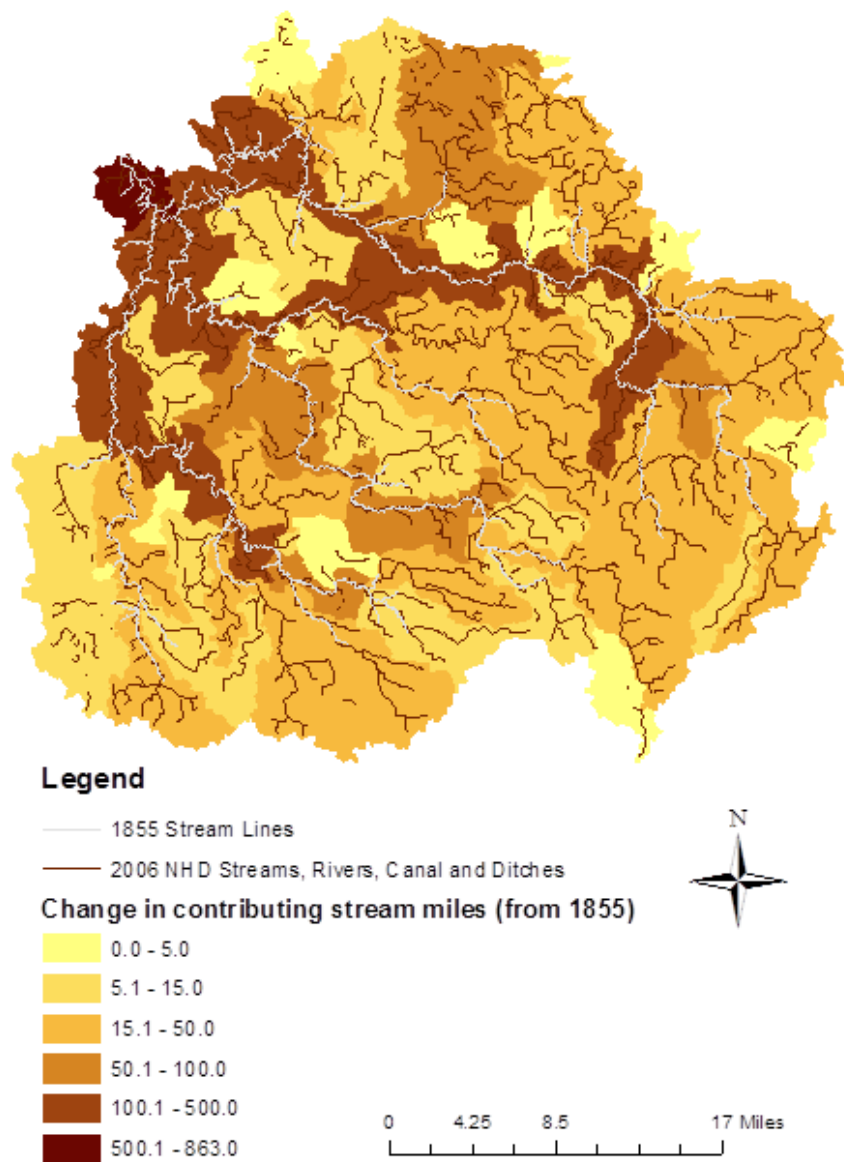 Legend
1855 Stream Lines
N
2006 NHD Streams, Rivers, Canal and Ditches
Change in contributing stream miles (from 1855)
0.0 - 5.0
5.1 - 15.0
15.1 - 50.0
50.1 - 100.0
100.1 - 500.0
500.1 - 863.0
0 4.25 8.5 17 Miles